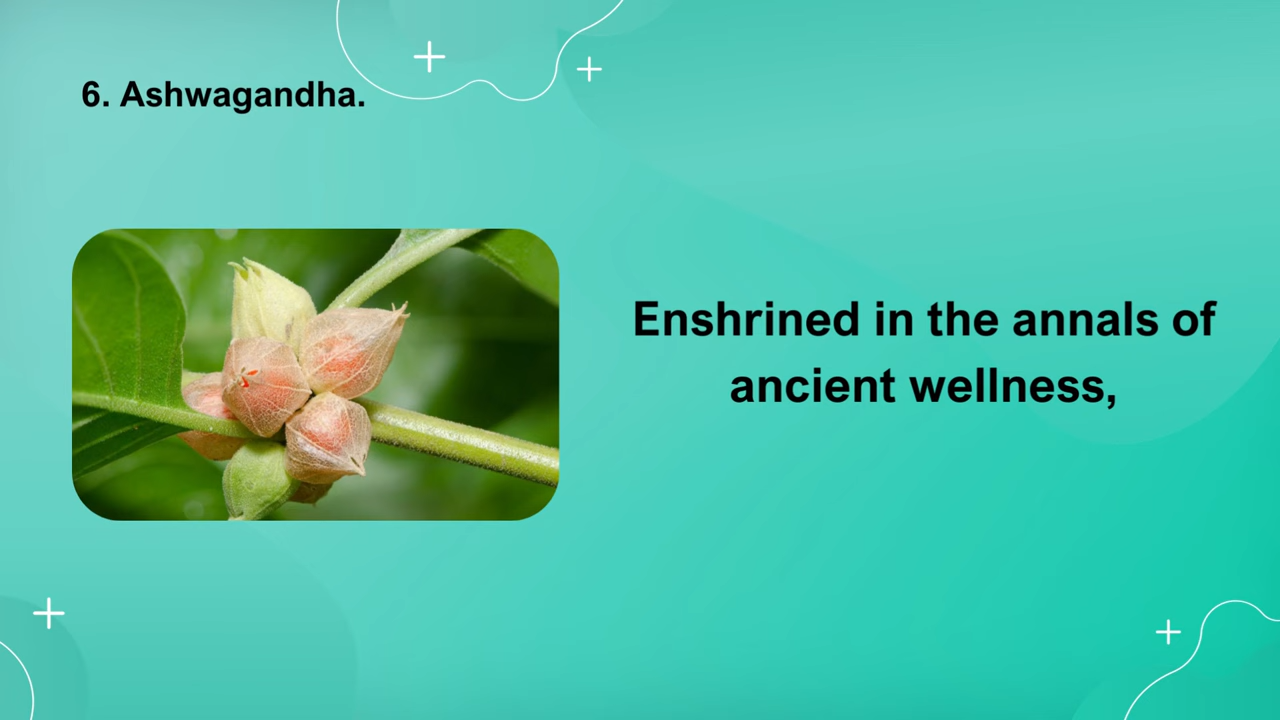 6. Ashwagandha.
Enshrined in the annals of
ancient wellness,